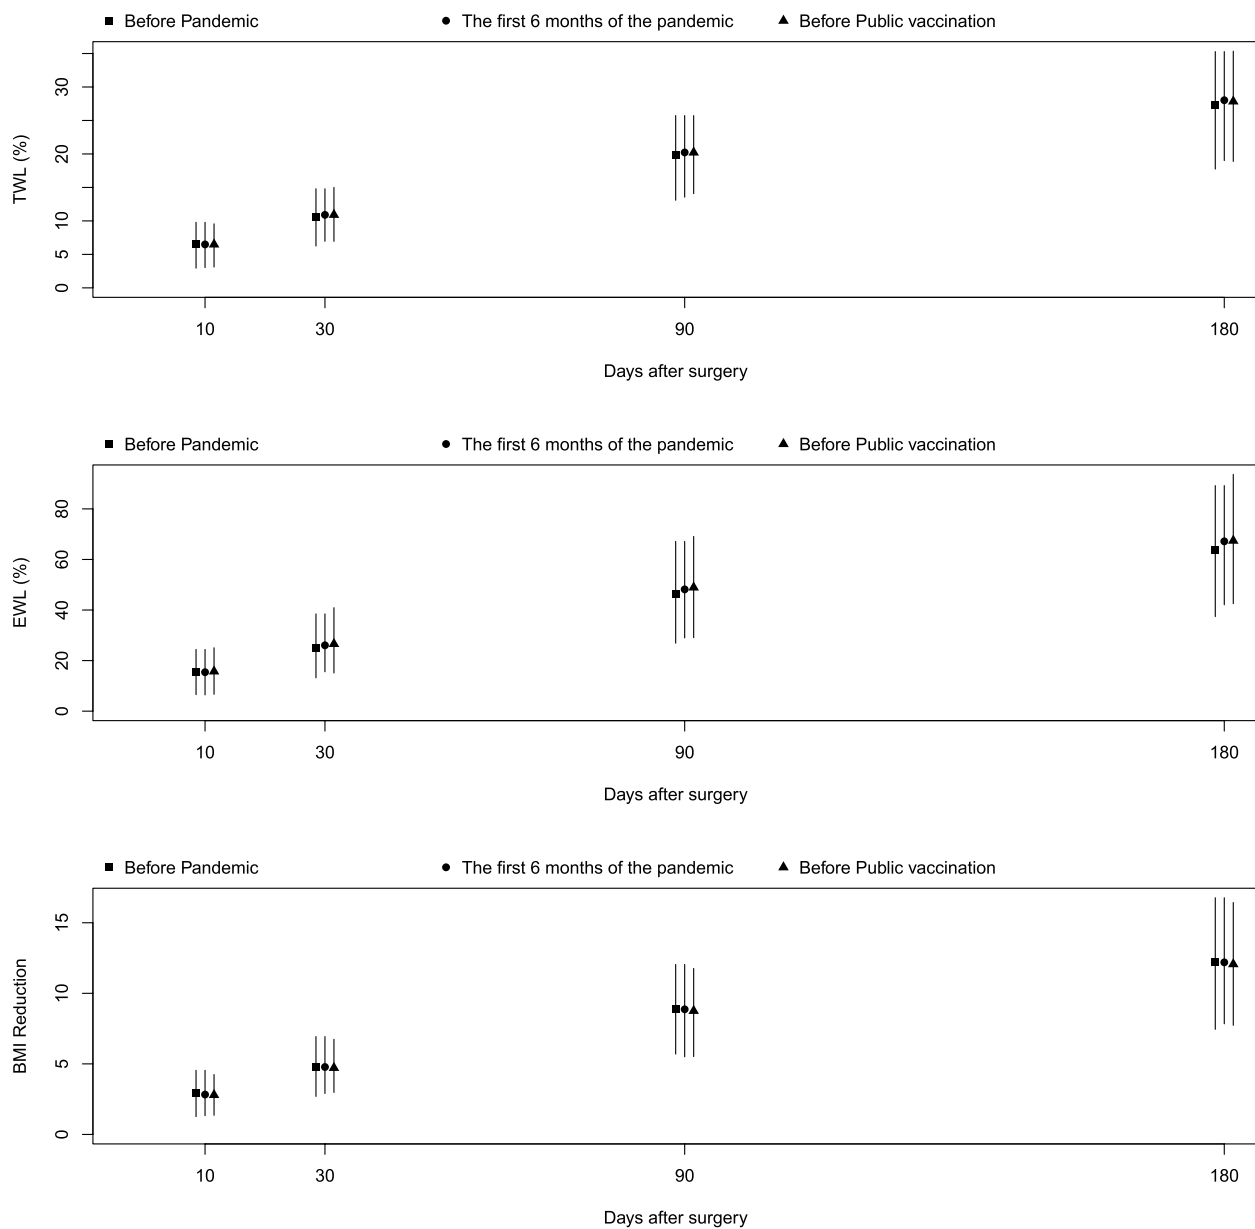 Before Pandemic The first 6 months of the pandemic Before Public vaccination
TWL (%)
30
20
10
5
0
10 30 90 180
Days after surgery
Before Pandemic The first 6 months of the pandemic Before Public vaccination
EWL (%)
80
60
40
20
0
10 30 90 180
Days after surgery
Before Pandemic The first 6 months of the pandemic Before Public vaccination
BMI Reduction
15
10
5
0
10 30 90 180
Days after surgery